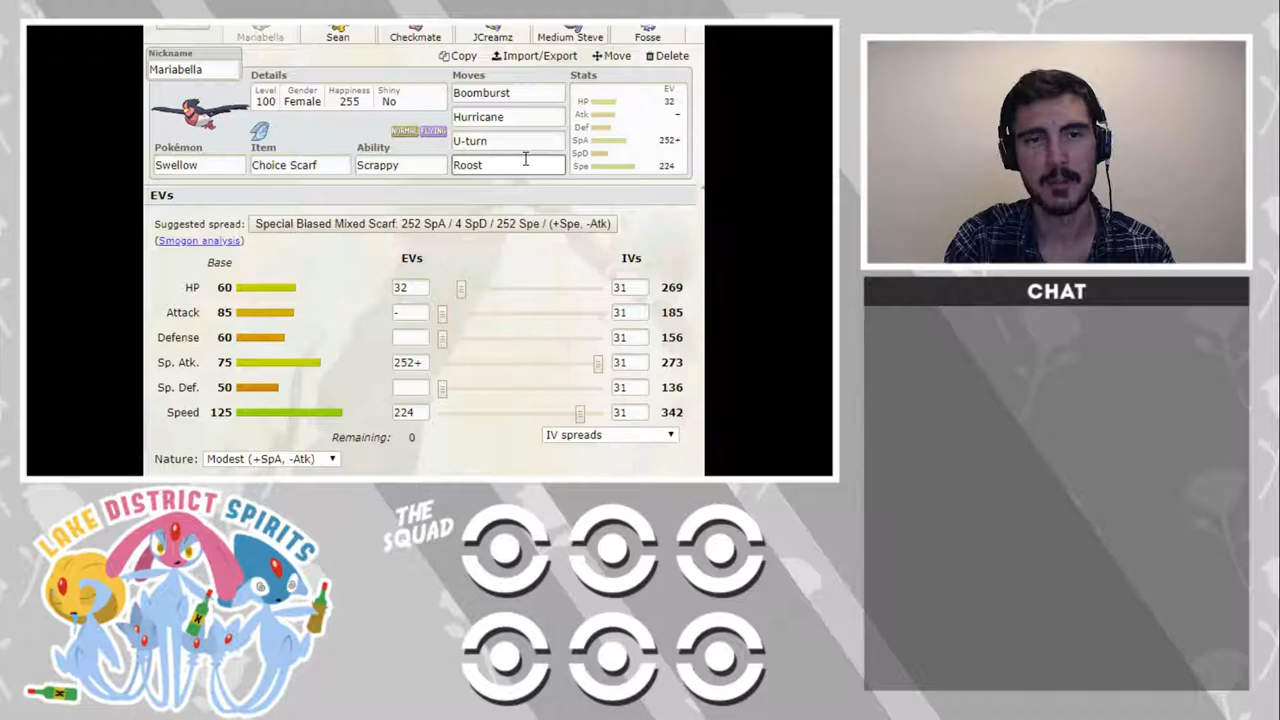 Mariabella Sean Checkmate JCreamz Medium Steve Fosse
Nickname
Mariabella
Copy Import/Export Move Delete
Details
Level Gender Happiness Shiny
100 Female 255 No
NORMAL FLYING
Pokémon Item Ability
Swellow Choice Scarf Scrappy
Moves
Boomburst
Hurricane
U-turn
Roost
Stats
EV
HP 32
Atk -
Def
SpA 252+
SpD
Spe 224
EVs
Suggested spread: Special Biased Mixed Scarf: 252 SpA / 4 SpD / 252 Spe / (+Spe, -Atk)
(Smogon analysis)
Base EVs IVs
HP 60 32 31 269
Attack 85 - 31 185
Defense 60 31 156
Sp. Atk. 75 252+ 31 273
Sp. Def. 50 31 136
Speed 125 224 31 342
Remaining: 0 IV spreads
Nature: Modest (+SpA, -Atk)
CHAT
LAKE DISTRICT SPIRITS
THE
SQUAD